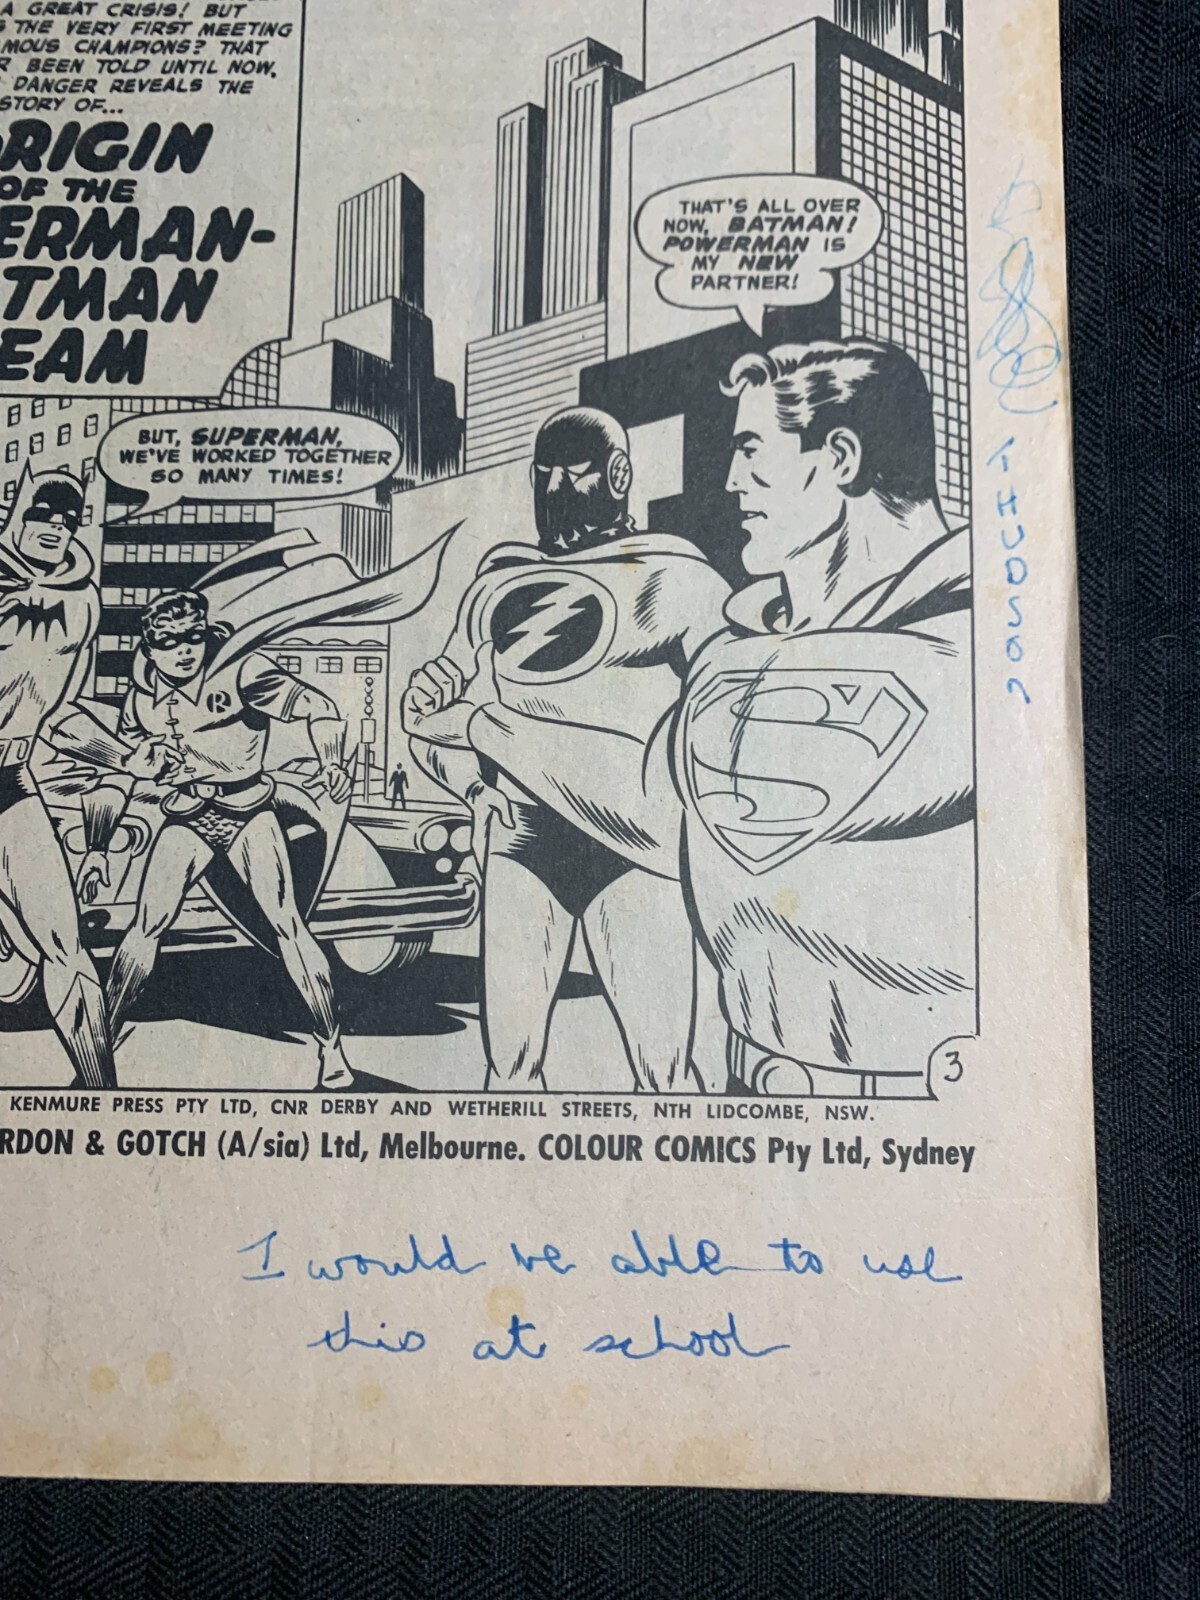 A GREAT CRISIS! BUT
THE VERY FIRST MEETING
MOUS CHAMPIONS? THAT
BEEN TOLD UNTIL NOW,
DANGER REVEALS THE
STORY OF...
ORIGIN
OF THE
ERMAN-
TMAN
EAM
THAT'S ALL OVER
NOW, BATMAN!
POWERMAN IS
MY NEW
PARTNER!
BUT, SUPERMAN,
WE'VE WORKED TOGETHER
SO MANY TIMES!
R
S
3
KENMURE PRESS PTY LTD, CNR DERBY AND WETHERILL STREETS, NTH LIDCOMBE, NSW.
RDON & GOTCH (A/sia) Ltd, Melbourne. COLOUR COMICS Pty Ltd, Sydney
I would be able to use
this at school